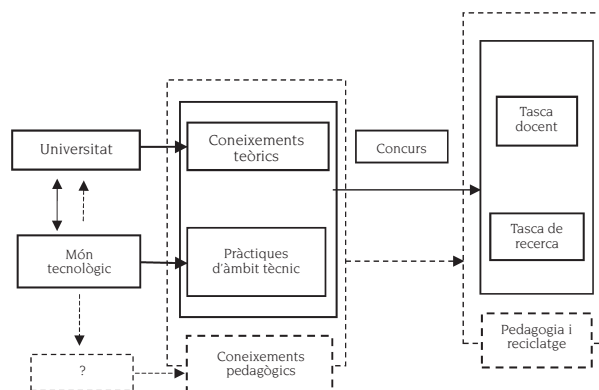 Universitat
Món
tecnològic
?
Coneixements
teòrics
Pràctiques
d'àmbit tècnic
Coneixements
pedagògics
Concurs
Tasca
docent
Tasca de
recerca
Pedagogia i
reciclatge